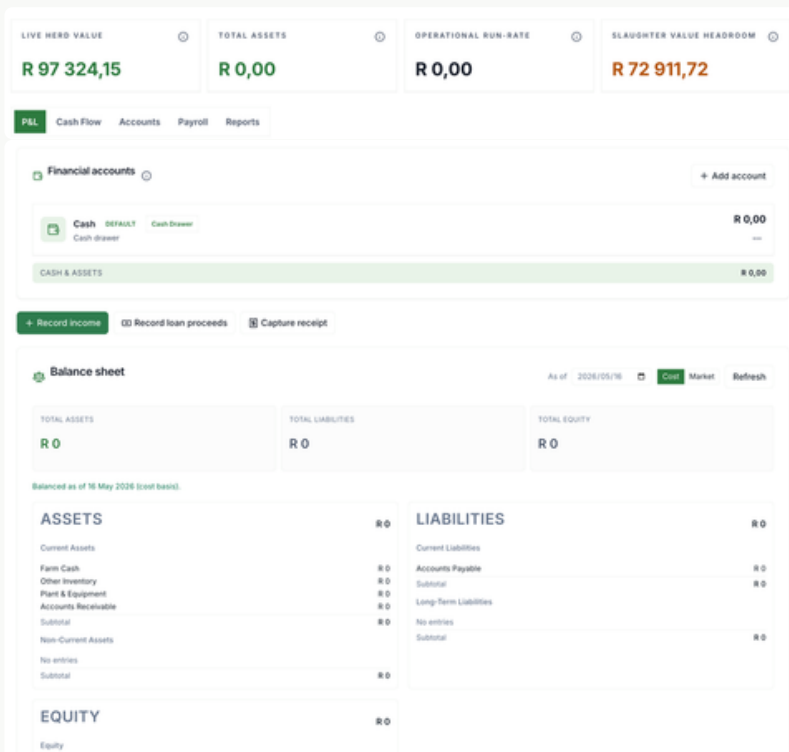 LIVE HERD VALUE
R 97 324,15
TOTAL ASSETS
R 0,00
OPERATIONAL RUN-RATE
R 0,00
SLAUGHTER VALUE HEADROOM
R 72 911,72
P&L Cash Flow Accounts Payroll Reports
Financial accounts
+ Add account
Cash DEFAULT Cash Drawer
Cash drawer
R 0,00
—
CASH & ASSETS R 0,00
+ Record income Record loan proceeds Capture receipt
Balance sheet
As of 2026/05/16 Cost Market Refresh
TOTAL ASSETS
R 0
TOTAL LIABILITIES
R 0
TOTAL EQUITY
R 0
Balanced as of 16 May 2026 (cost basis).
ASSETS R 0
Current Assets
Farm Cash R 0
Other Inventory R 0
Plant & Equipment R 0
Accounts Receivable R 0
Subtotal R 0
Non-Current Assets
No entries
Subtotal R 0
LIABILITIES R 0
Current Liabilities
Accounts Payable R 0
Subtotal R 0
Long-Term Liabilities
No entries
Subtotal R 0
EQUITY R 0
Equity